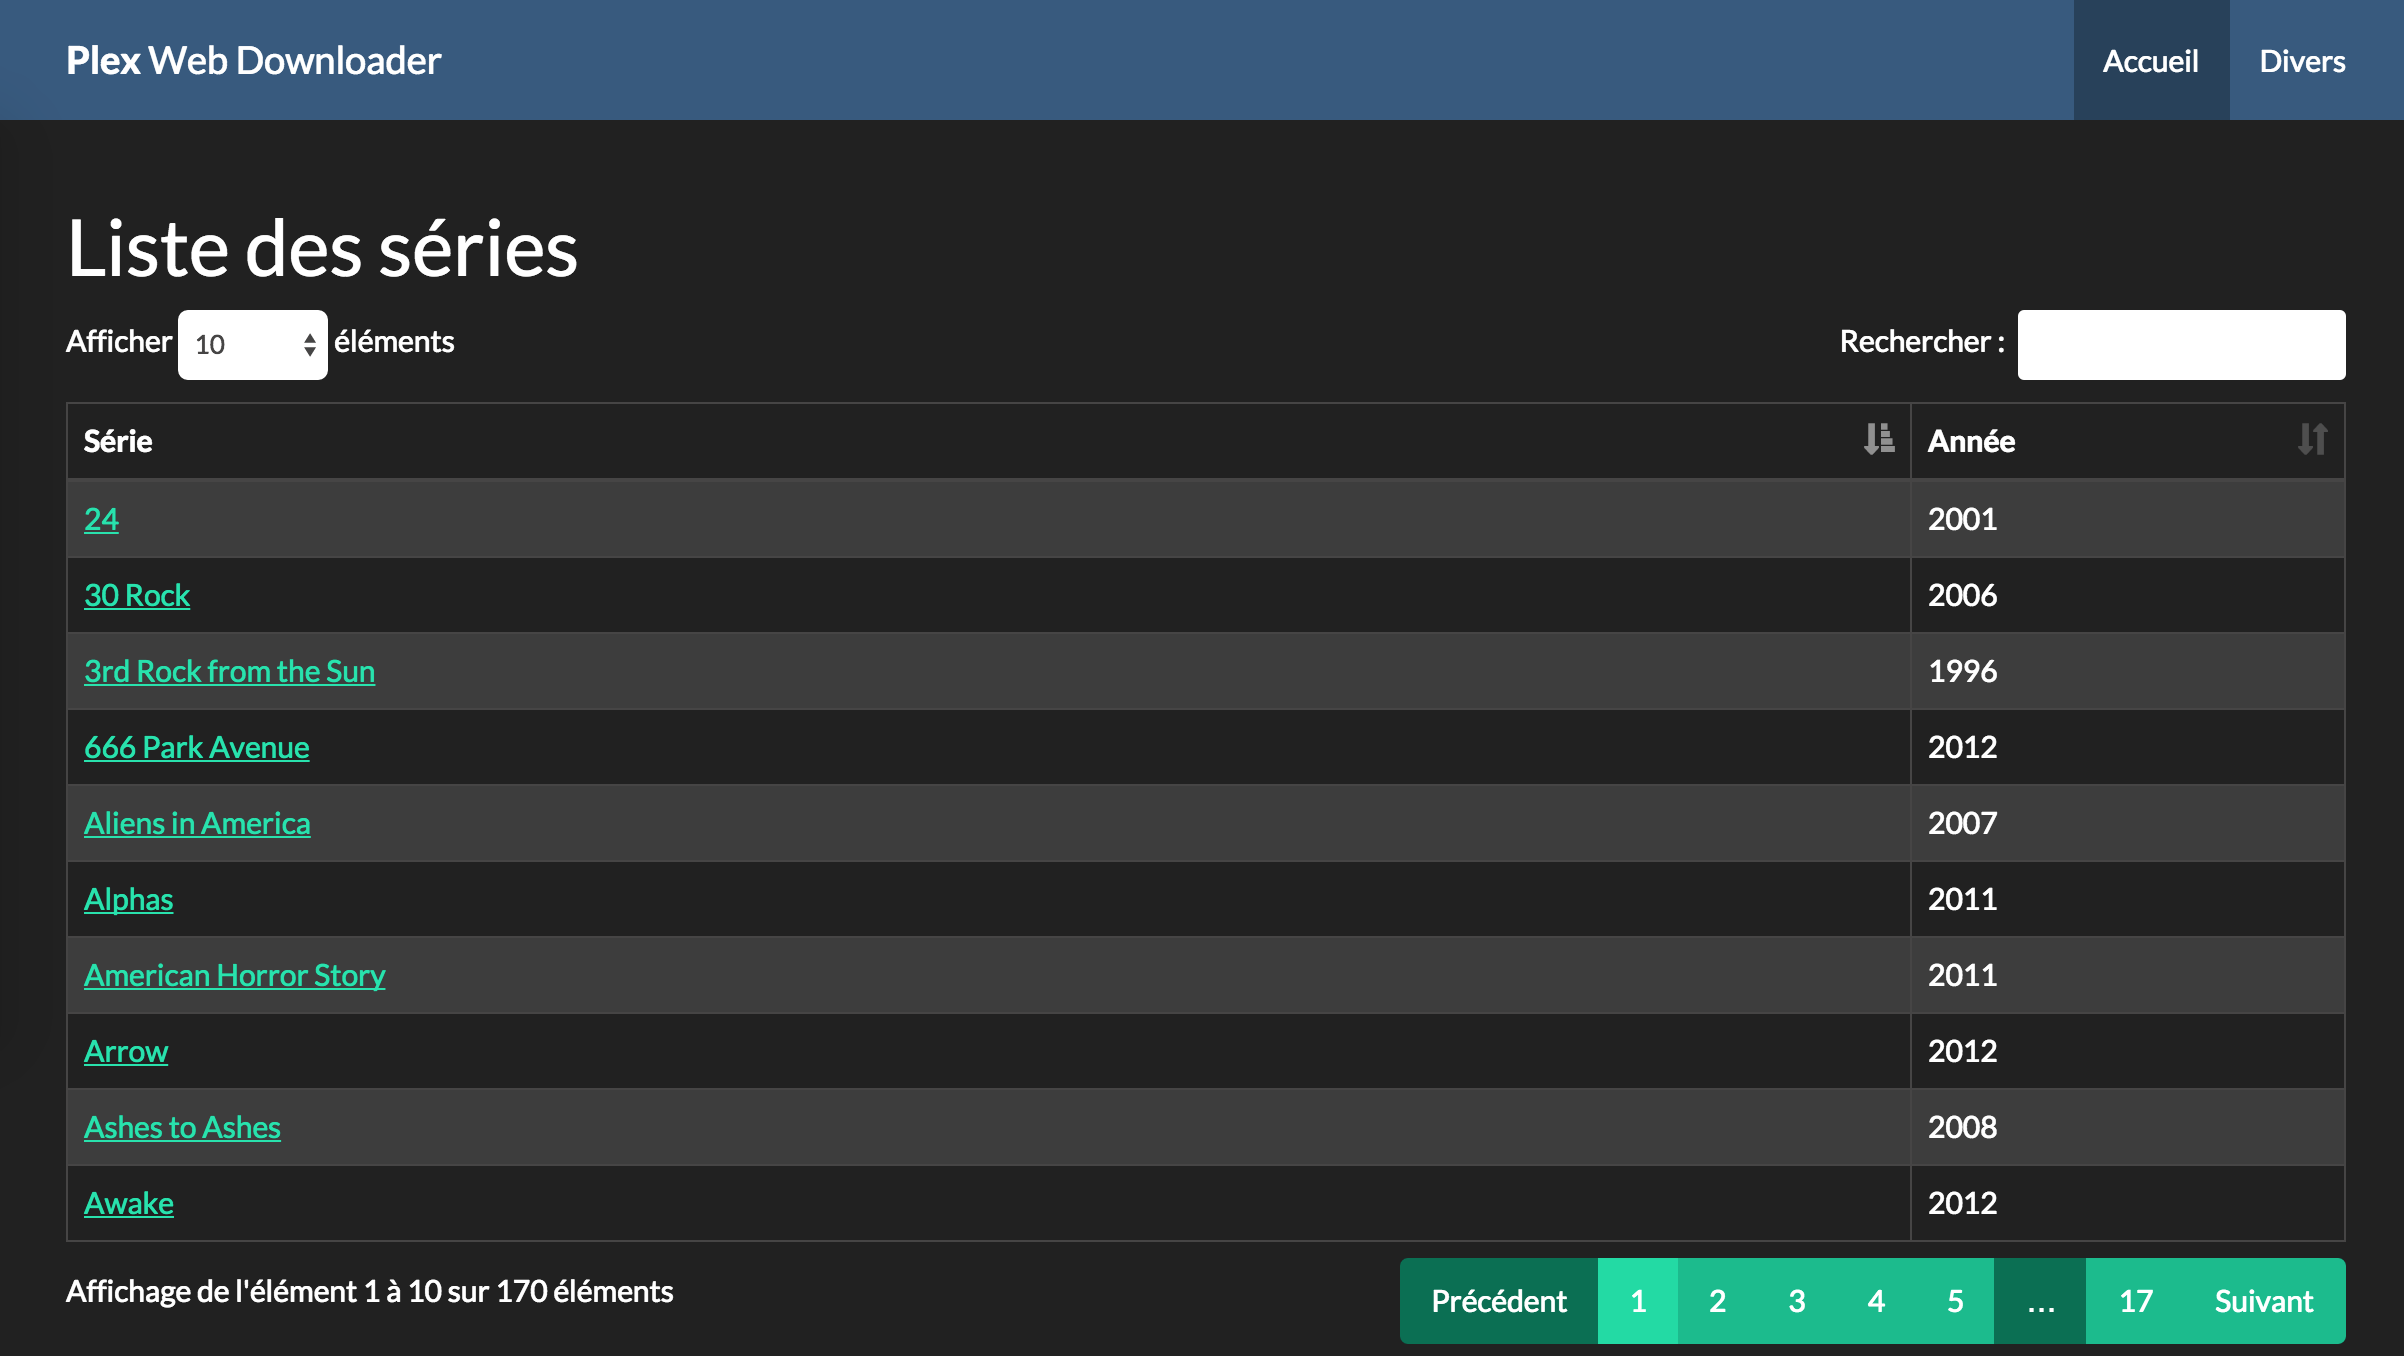 Plex Web Downloader Accueil Divers
Liste des séries
Afficher 10 éléments Rechercher :
Série Année
24 2001
30 Rock 2006
3rd Rock from the Sun 1996
666 Park Avenue 2012
Aliens in America 2007
Alphas 2011
American Horror Story 2011
Arrow 2012
Ashes to Ashes 2008
Awake 2012
Affichage de l'élément 1 à 10 sur 170 éléments Précédent 1 2 3 4 5 … 17 Suivant